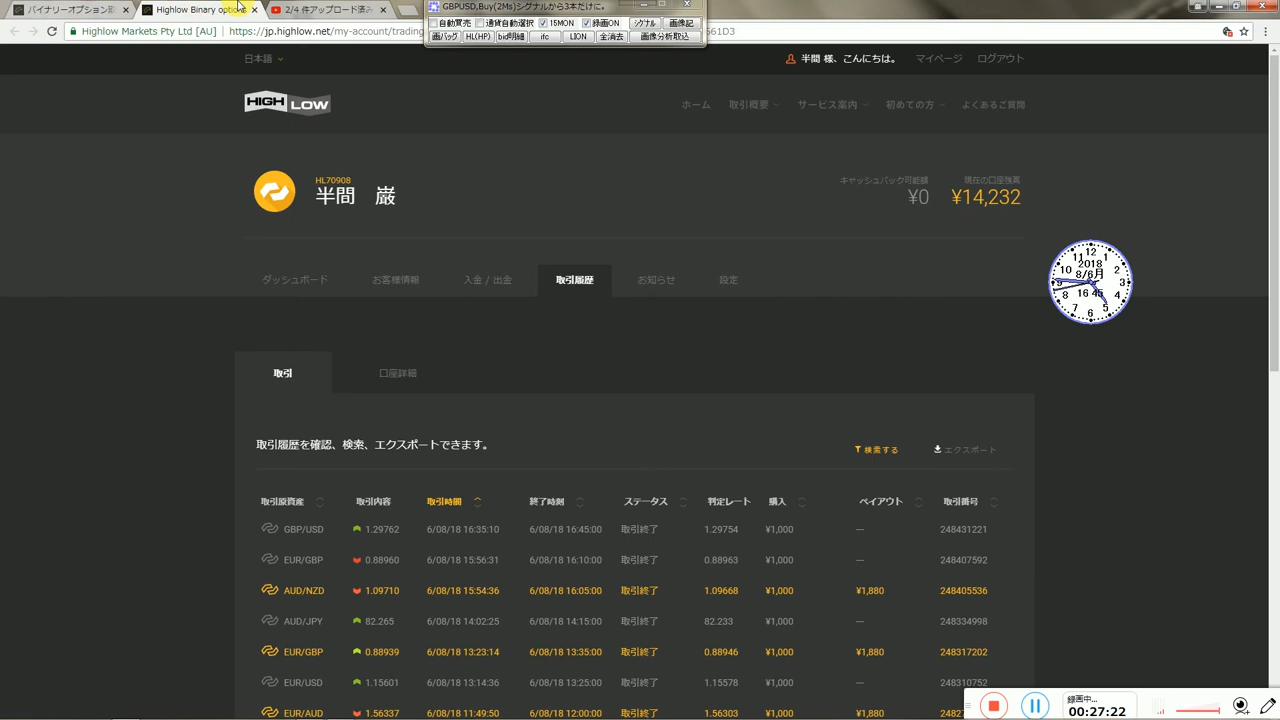 バイナリーオプション取
Highlow Binary option
2/4 件アップロード済み
GBPUSD,Buy(2Ms)シグナルから3本だけに。
自動買売 通貨自動選択 15MON 録画ON シグナル 画像記
画バッグ HL(HP) bid明細 ifc LION 全消去 画像分析取込
Highlow Markets Pty Ltd [AU] https://jp.highlow.net/my-account/trading 561D3
日本語
半間 様、こんにちは。 マイページ ログアウト
HIGH LOW
ホーム 取引概要 サービス案内 初めての方 よくあるご質問
HL70908
半間 巌
キャッシュバック可能額 現在の口座残高
¥0 ¥14,232
12 1 2 3 4 5 6 7 8 9 10 11
2018
8/6月
16 45
ダッシュボード お客様情報 入金 / 出金 取引履歴 お知らせ 設定
取引 口座詳細
取引履歴を確認、検索、エクスポートできます。
検索する エクスポート
取引原資産 取引内容 取引時間 終了時刻 ステータス 判定レート 購入 ペイアウト 取引番号
GBP/USD 1.29762 6/08/18 16:35:10 6/08/18 16:45:00 取引終了 1.29754 ¥1,000 — 248431221
EUR/GBP 0.88960 6/08/18 15:56:31 6/08/18 16:10:00 取引終了 0.88963 ¥1,000 — 248407592
AUD/NZD 1.09710 6/08/18 15:54:36 6/08/18 16:05:00 取引終了 1.09668 ¥1,000 ¥1,880 248405536
AUD/JPY 82.265 6/08/18 14:02:25 6/08/18 14:15:00 取引終了 82.233 ¥1,000 — 248334998
EUR/GBP 0.88939 6/08/18 13:23:14 6/08/18 13:35:00 取引終了 0.88946 ¥1,000 ¥1,880 248317202
EUR/USD 1.15601 6/08/18 13:14:36 6/08/18 13:25:00 取引終了 1.15578 ¥1,000 — 248310752
EUR/AUD 1.56337 6/08/18 11:49:50 6/08/18 12:00:00 取引終了 1.56303 ¥1,000 ¥1,880
録画中...
00:27:22